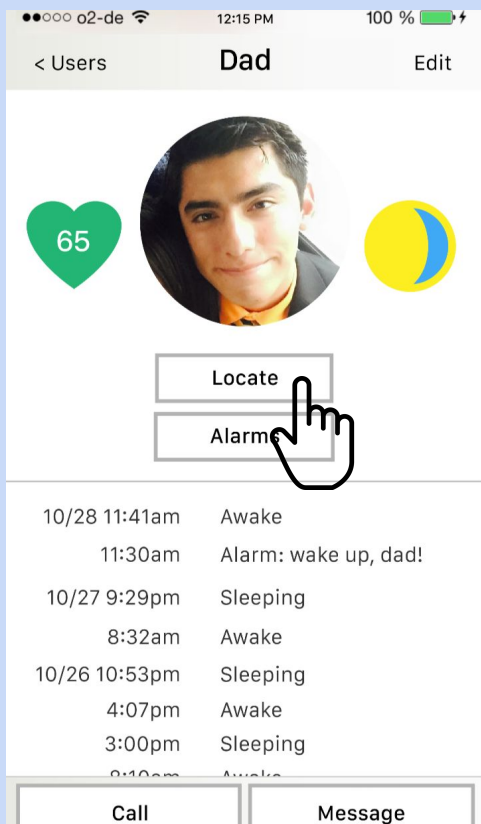 o2-de 12:15 PM 100 %
< Users Dad Edit
65
Locate
Alarms
10/28 11:41am Awake
11:30am Alarm: wake up, dad!
10/27 9:29pm Sleeping
8:32am Awake
10/26 10:53pm Sleeping
4:07pm Awake
3:00pm Sleeping
Awake
Call Message